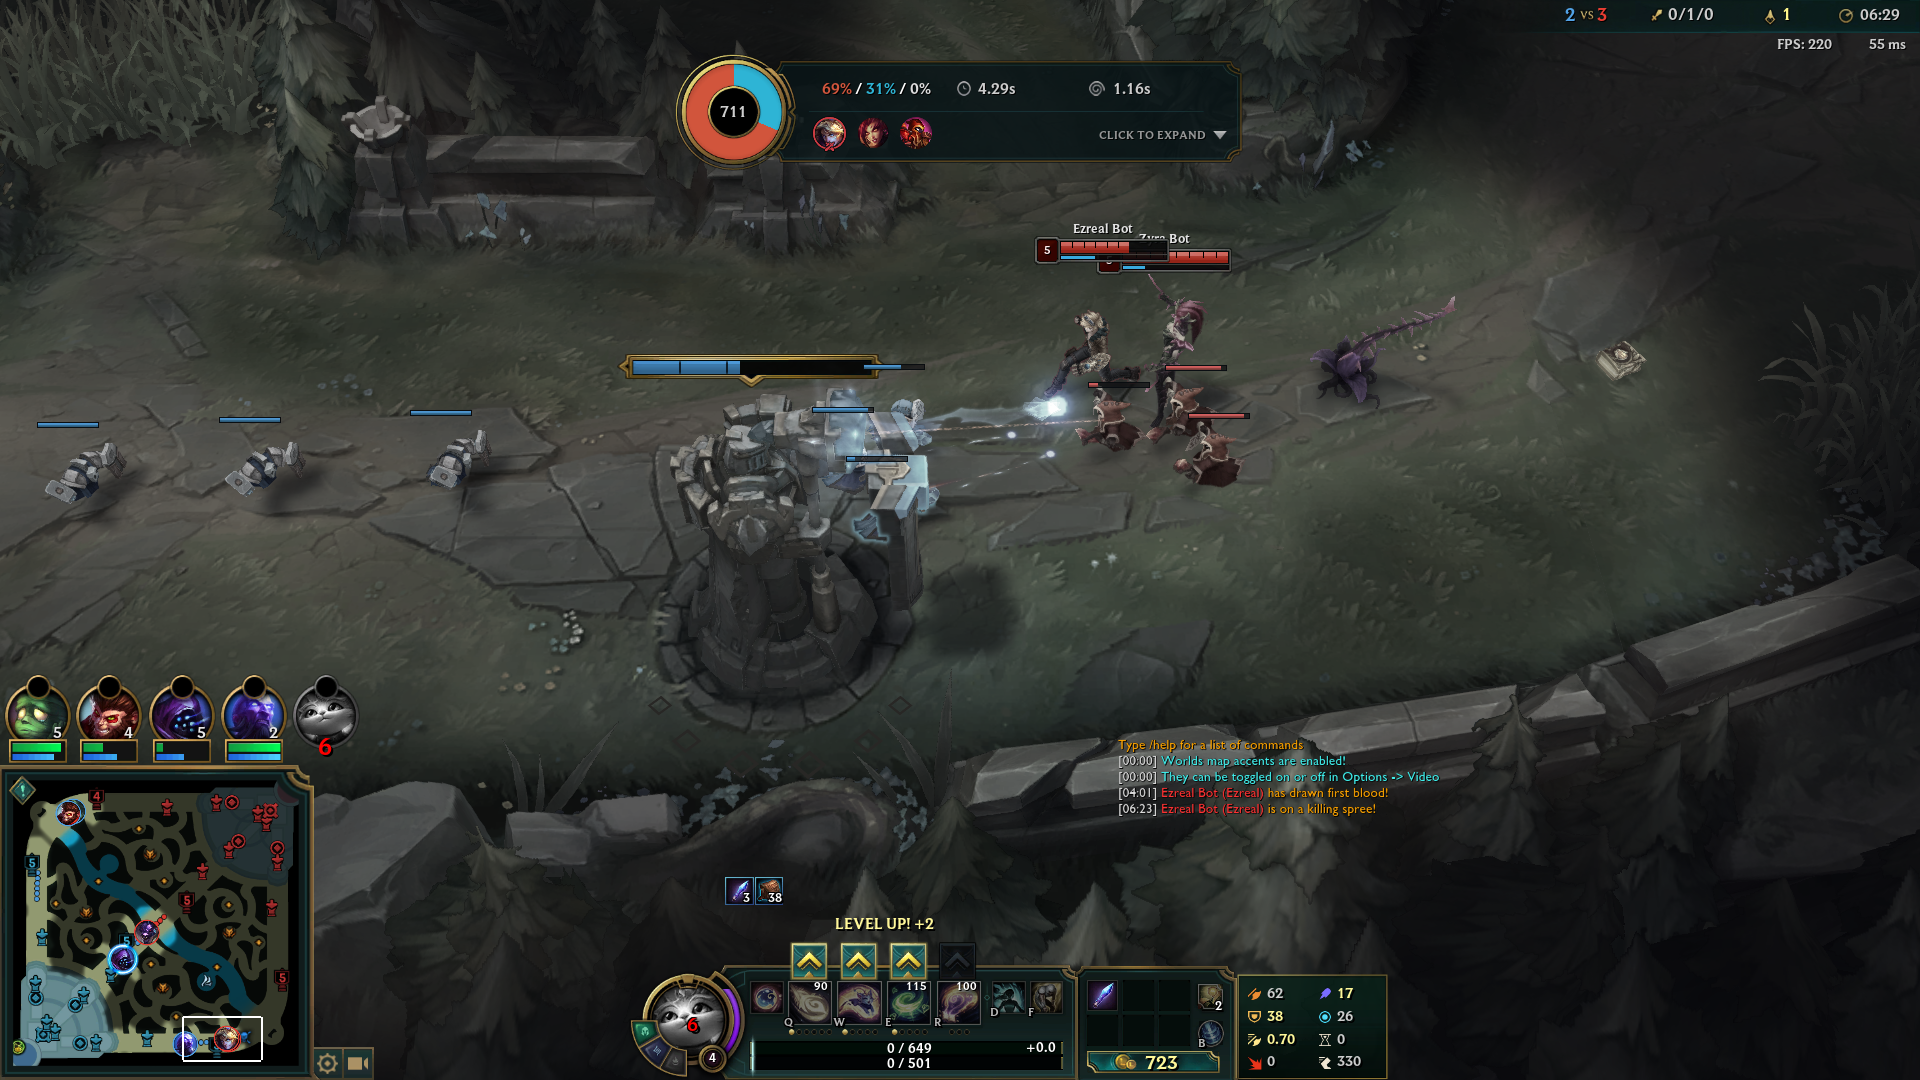 2 vs 3 0/1/0 1 06:29
FPS: 220 55 ms
69% / 31% / 0% 4.29s 1.16s
711
CLICK TO EXPAND
Ezreal Bot
Bot
5
5 4 5 2
6
Type /help for a list of commands
[00:00] Worlds map accents are enabled!
[00:00] They can be toggled on or off in Options -> Video
[04:01] Ezreal Bot (Ezreal) has drawn first blood!
[06:23] Ezreal Bot (Ezreal) is on a killing spree!
4
5
5
5
5
3 38
LEVEL UP! +2
90 115 100
Q W E R D F
2
B
6
4
0 / 649 +0.0
0 / 501
723
62 17
38 26
0.70 0
0 330